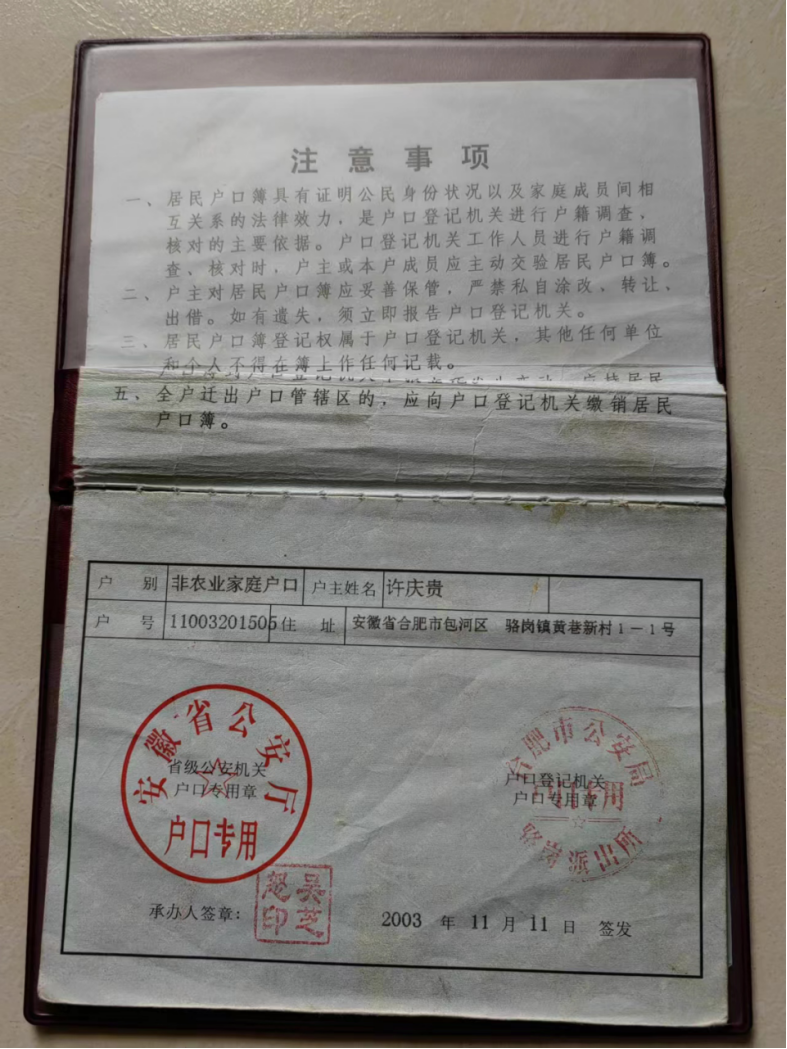 注意事项
一、居民户口簿具有证明公民身份状况以及家庭成员间相
互关系的法律效力，是户口登记机关进行户籍调查、
核对的主要依据。户口登记机关工作人员进行户籍调
查、核对时，户主或本户成员应主动交验居民户口簿。
二、户主对居民户口簿应妥善保管，严禁私自涂改、转让、
出借。如有遗失，须立即报告户口登记机关。
三、居民户口簿登记权属于户口登记机关，其他任何单位
和个人不得在簿上作任何记载。
五、全户迁出户口管辖区的，应向户口登记机关缴销居民
户口簿。
户别 非农业家庭户口 户主姓名 许庆贵
户号 11003201505 住址 安徽省合肥市包河区 骆岗镇黄巷新村1－1号
安徽省公安厅
省级公安机关
户口专用章
户口专用
合肥市公安局
户口登记机关
户口专用章
户口专用
派出所
承办人签章：
吴芝
印
2003 年 11 月 11 日 签发